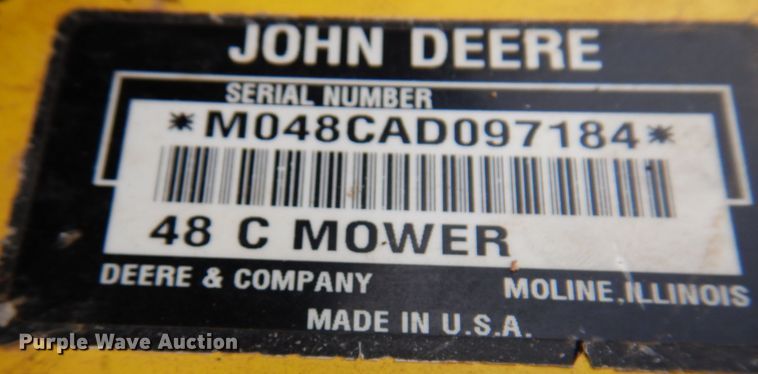 JOHN DEERE
SERIAL NUMBER
*M048CAD097184*
48 C MOWER
DEERE & COMPANY MOLINE, ILLINOIS
MADE IN U.S.A.
Purple Wave Auction